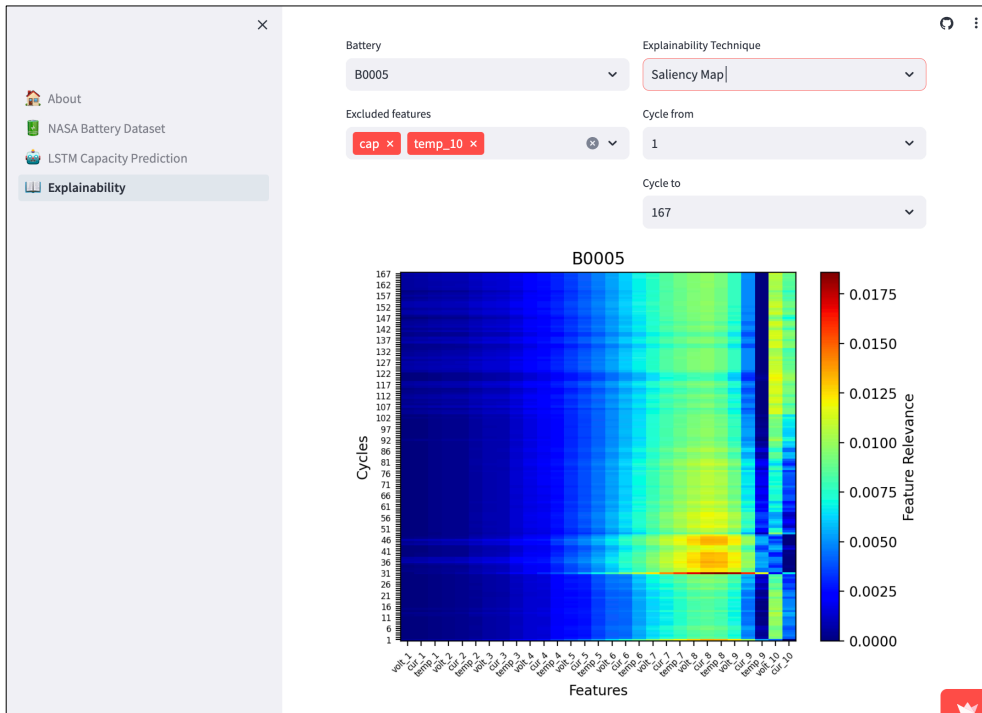 About
NASA Battery Dataset
LSTM Capacity Prediction
Explainability
Battery
B0005
Explainability Technique
Saliency Map
Excluded features
cap
temp_10
Cycle from
1
Cycle to
167
B0005
167
162
157
152
147
142
137
132
127
122
117
112
107
102
97
92
86
81
76
71
66
61
56
51
46
41
36
31
26
21
16
11
6
1
Cycles
volt_1
cur_1
temp_1
volt_2
cur_2
temp_2
volt_3
cur_3
temp_3
volt_4
cur_4
temp_4
volt_5
cur_5
temp_5
volt_6
cur_6
temp_6
volt_7
cur_7
temp_7
volt_8
cur_8
temp_8
volt_9
cur_9
temp_9
volt_10
cur_10
Features
0.0175
0.0150
0.0125
0.0100
0.0075
0.0050
0.0025
0.0000
Feature Relevance